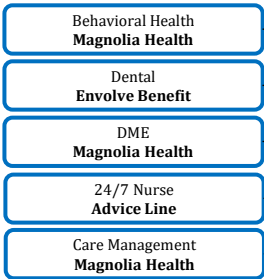 Behavioral Health
Magnolia Health
Dental
Envolve Benefit
DME
Magnolia Health
24/7 Nurse
Advice Line
Care Management
Magnolia Health